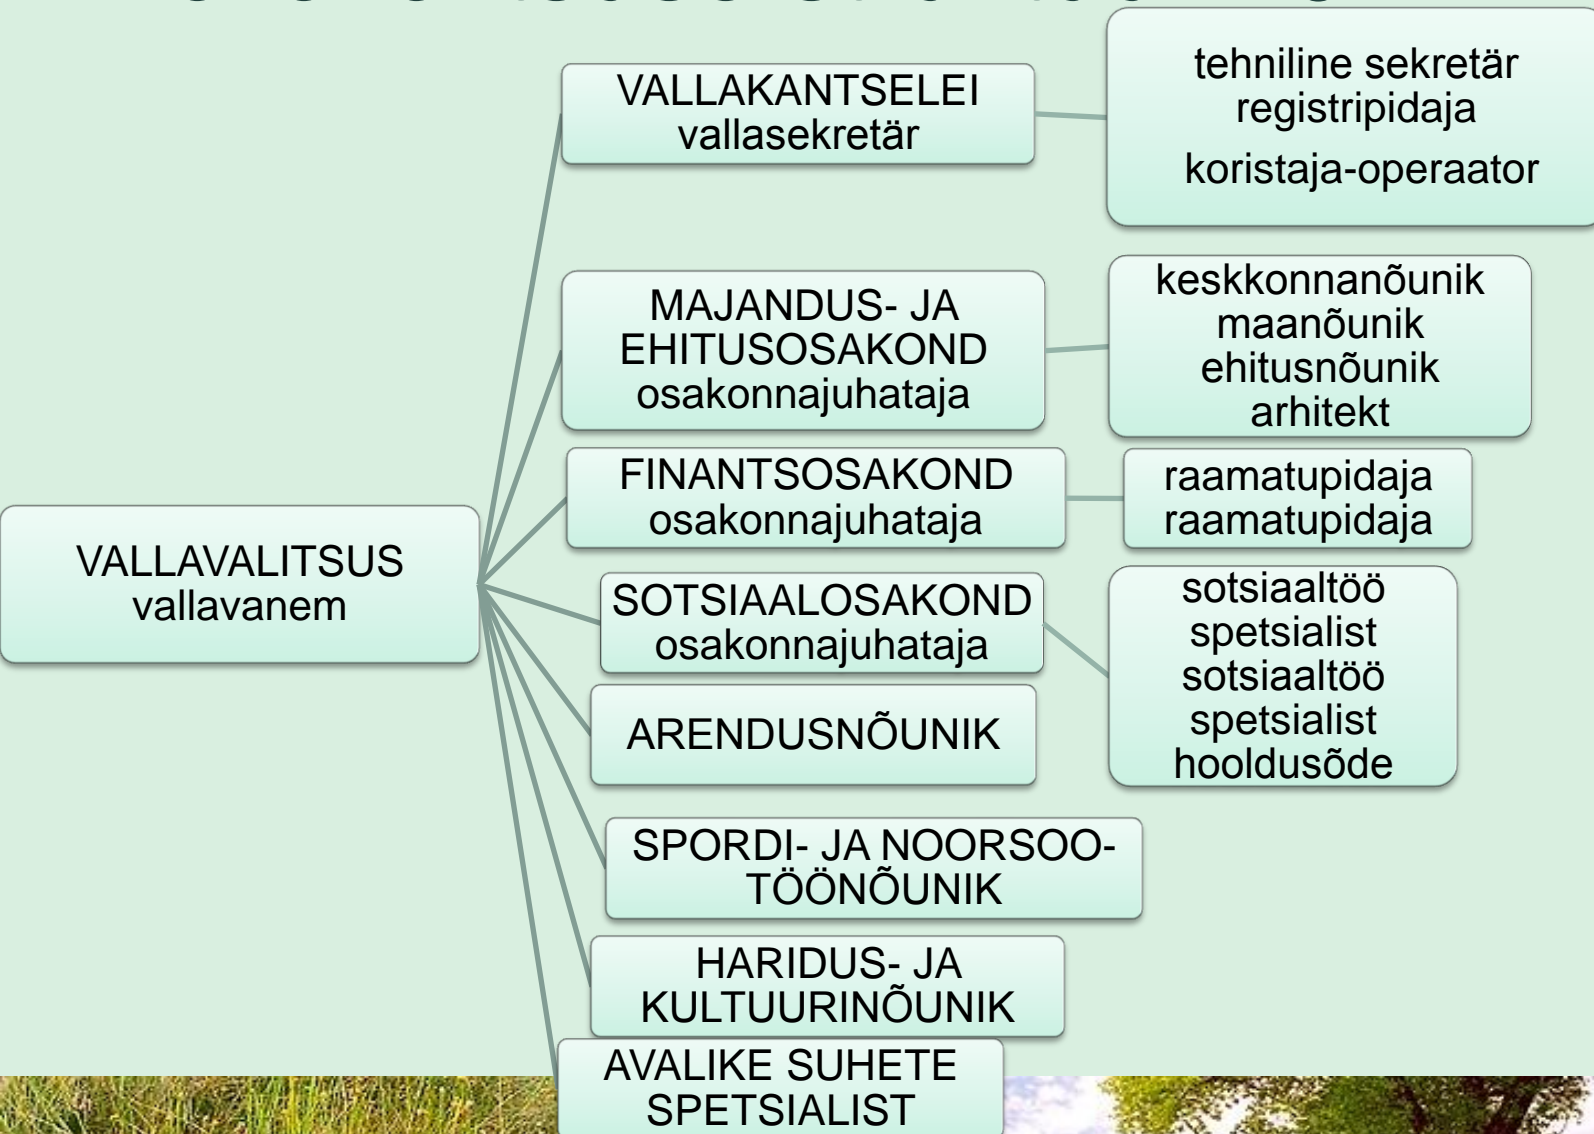 VALLAKANTSELEI
vallasekretär
tehniline sekretär
registripidaja
koristaja-operaator
MAJANDUS- JA
EHITUSOSAKOND
osakonnajuhataja
keskkonnanõunik
maanõunik
ehitusnõunik
arhitekt
FINANTSOSAKOND
osakonnajuhataja
raamatupidaja
raamatupidaja
VALLAVALITSUS
vallavanem
SOTSIAALOSAKOND
osakonnajuhataja
sotsiaaltöö
spetsialist
sotsiaaltöö
spetsialist
hooldusõde
ARENDUSNÕUNIK
SPORDI- JA NOORSOO-
TÖÖNÕUNIK
HARIDUS- JA
KULTUURINÕUNIK
AVALIKE SUHETE
SPETSIALIST